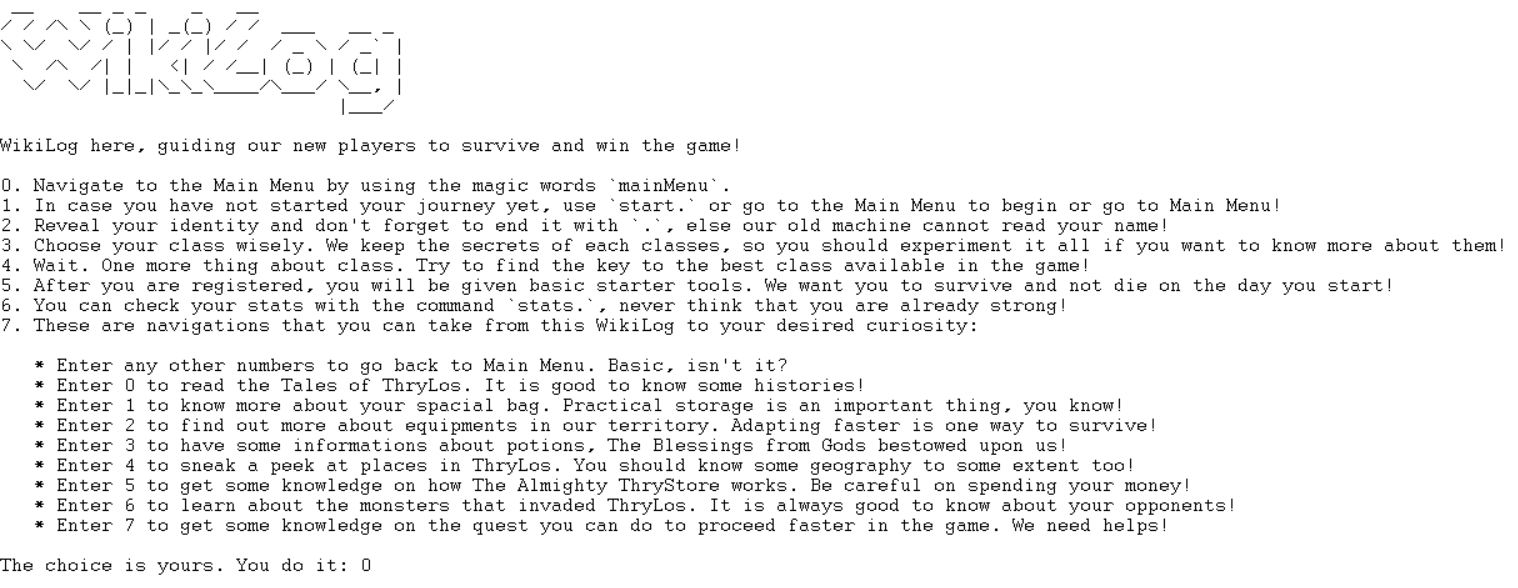 WikiLog
WikiLog here, guiding our new players to survive and win the game!
0. Navigate to the Main Menu by using the magic words `mainMenu`.
1. In case you have not started your journey yet, use `start.` or go to the Main Menu to begin or go to Main Menu!
2. Reveal your identity and don't forget to end it with `.`, else our old machine cannot read your name!
3. Choose your class wisely. We keep the secrets of each classes, so you should experiment it all if you want to know more about them!
4. Wait. One more thing about class. Try to find the key to the best class available in the game!
5. After you are registered, you will be given basic starter tools. We want you to survive and not die on the day you start!
6. You can check your stats with the command `stats.`, never think that you are already strong!
7. These are navigations that you can take from this WikiLog to your desired curiosity:
* Enter any other numbers to go back to Main Menu. Basic, isn't it?
* Enter 0 to read the Tales of ThryLos. It is good to know some histories!
* Enter 1 to know more about your spacial bag. Practical storage is an important thing, you know!
* Enter 2 to find out more about equipments in our territory. Adapting faster is one way to survive!
* Enter 3 to have some informations about potions, The Blessings from Gods bestowed upon us!
* Enter 4 to sneak a peek at places in ThryLos. You should know some geography to some extent too!
* Enter 5 to get some knowledge on how The Almighty ThryStore works. Be careful on spending your money!
* Enter 6 to learn about the monsters that invaded ThryLos. It is always good to know about your opponents!
* Enter 7 to get some knowledge on the quest you can do to proceed faster in the game. We need helps!
The choice is yours. You do it: 0